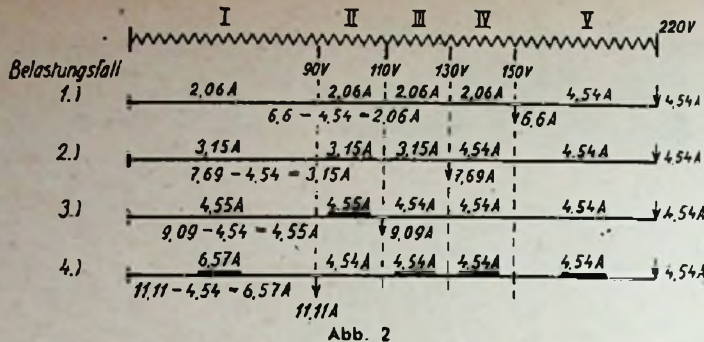 I II III IV V 220V
Belastungsfall 90V 110V 130V 150V
1.) 2,06A 2,06A 2,06A 2,06A 4,54A 4,54A
6,6 – 4,54 = 2,06A 6,6A
2.) 3,15A 3,15A 3,15A 4,54A 4,54A 4,54A
7,69 – 4,54 = 3,15A 7,69A
3.) 4,55A 4,55A 4,54A 4,54A 4,54A 4,54A
9,09 – 4,54 = 4,55A 9,09A
4.) 6,57A 4,54A 4,54A 4,54A 4,54A 4,54A
11,11 – 4,54 = 6,57A
11,11A
Abb. 2